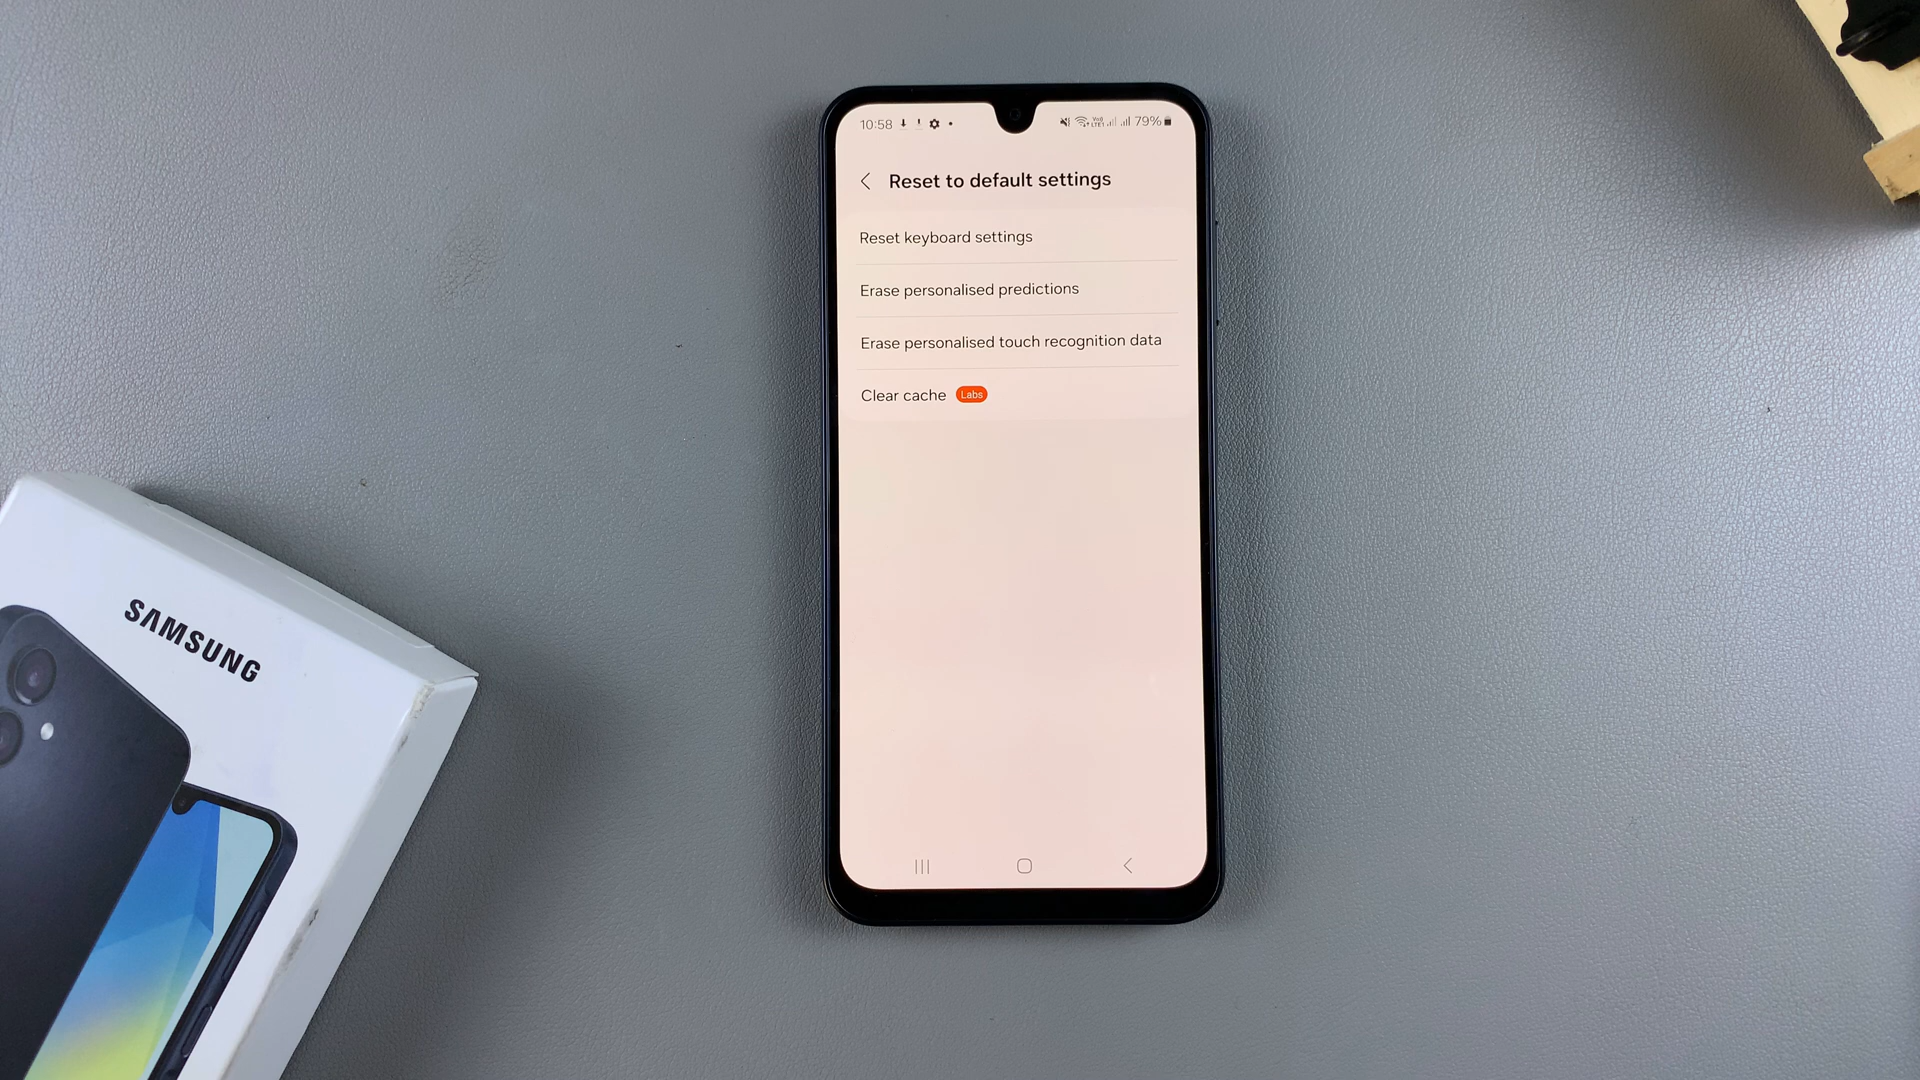 10:58
79%
Reset to default settings
Reset keyboard settings
Erase personalised predictions
Erase personalised touch recognition data
Clear cache Labs
SAMSUNG